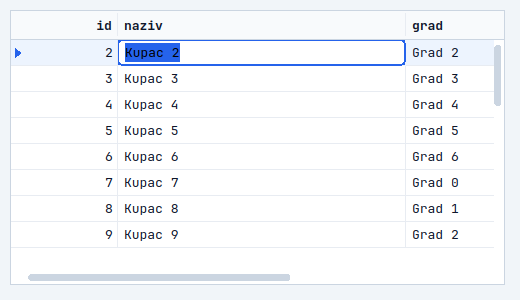 id naziv grad
2 Kupac 2 Grad 2
3 Kupac 3 Grad 3
4 Kupac 4 Grad 4
5 Kupac 5 Grad 5
6 Kupac 6 Grad 6
7 Kupac 7 Grad 0
8 Kupac 8 Grad 1
9 Kupac 9 Grad 2